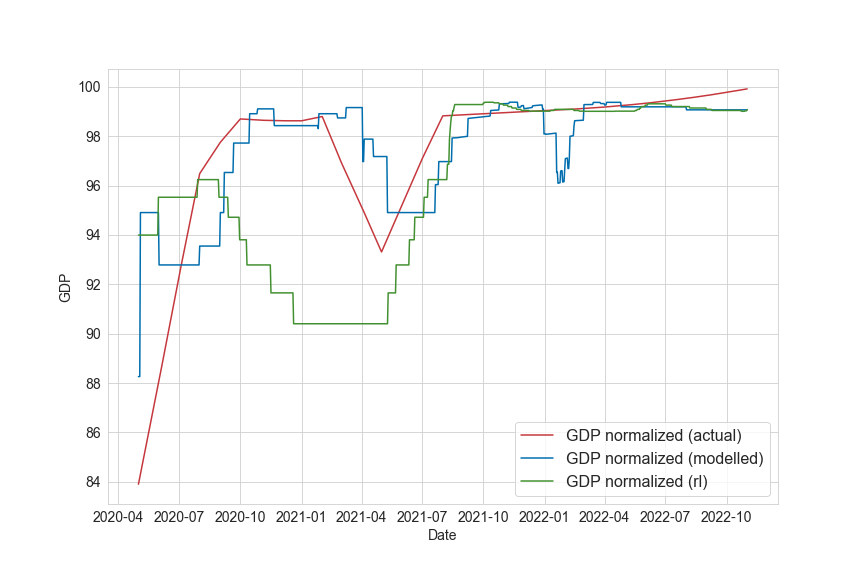 100
98
96
94
92
90
88
86
84
GDP
GDP normalized (actual)
GDP normalized (modelled)
GDP normalized (rl)
2020-04 2020-07 2020-10 2021-01 2021-04 2021-07 2021-10 2022-01 2022-04 2022-07 2022-10
Date